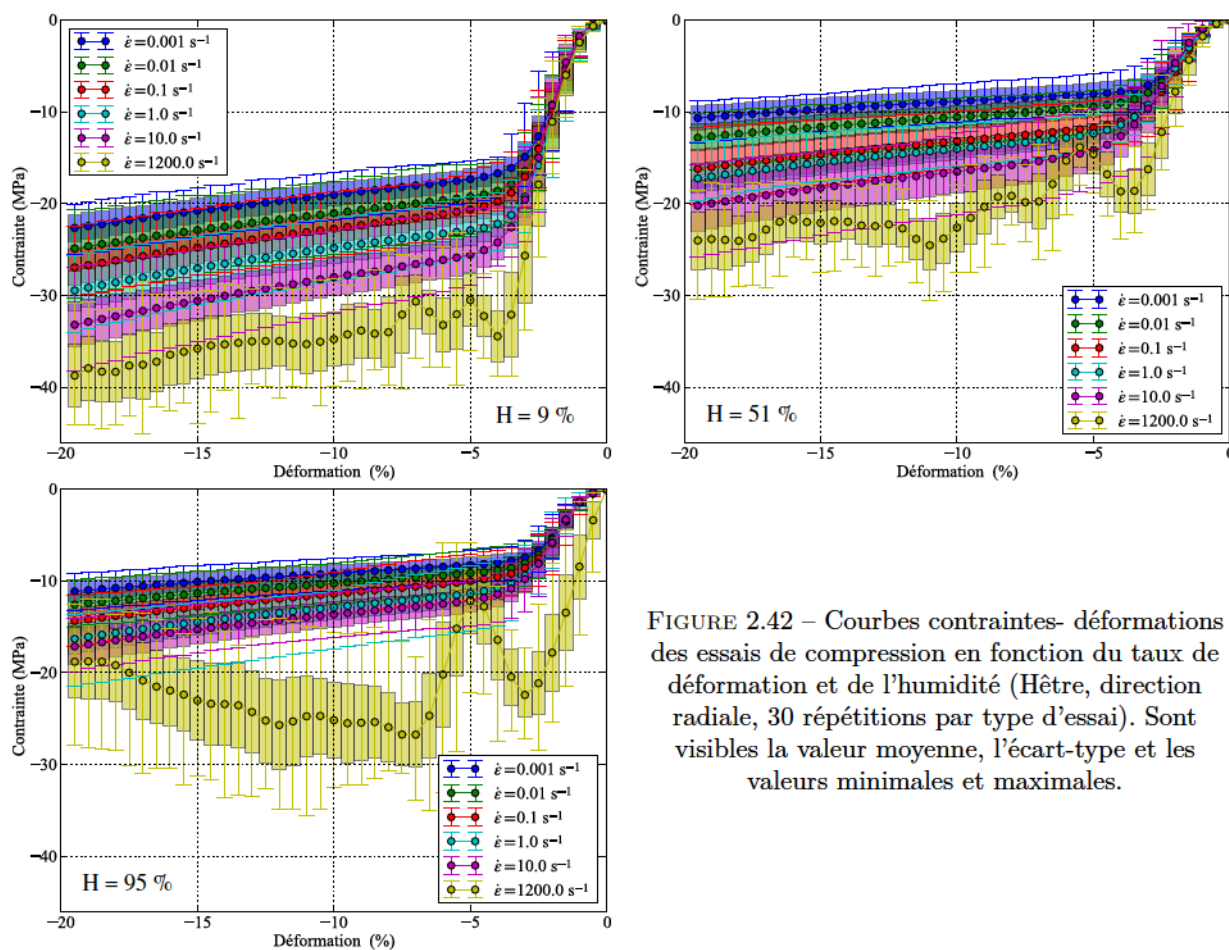 0
−10
−20
−30
−40
Contrainte (MPa)
ε̇=0.001 s⁻¹
ε̇=0.01 s⁻¹
ε̇=0.1 s⁻¹
ε̇=1.0 s⁻¹
ε̇=10.0 s⁻¹
ε̇=1200.0 s⁻¹
H = 9 %
−20
−15
−10
−5
0
Déformation (%)
0
−10
−20
−30
−40
Contrainte (MPa)
ε̇=0.001 s⁻¹
ε̇=0.01 s⁻¹
ε̇=0.1 s⁻¹
ε̇=1.0 s⁻¹
ε̇=10.0 s⁻¹
ε̇=1200.0 s⁻¹
H = 51 %
−20
−15
−10
−5
0
Déformation (%)
0
−10
−20
−30
−40
Contrainte (MPa)
ε̇=0.001 s⁻¹
ε̇=0.01 s⁻¹
ε̇=0.1 s⁻¹
ε̇=1.0 s⁻¹
ε̇=10.0 s⁻¹
ε̇=1200.0 s⁻¹
H = 95 %
−20
−15
−10
−5
0
Déformation (%)
FIGURE 2.42 – Courbes contraintes- déformations
des essais de compression en fonction du taux de
déformation et de l'humidité (Hêtre, direction
radiale, 30 répétitions par type d'essai). Sont
visibles la valeur moyenne, l'écart-type et les
valeurs minimales et maximales.